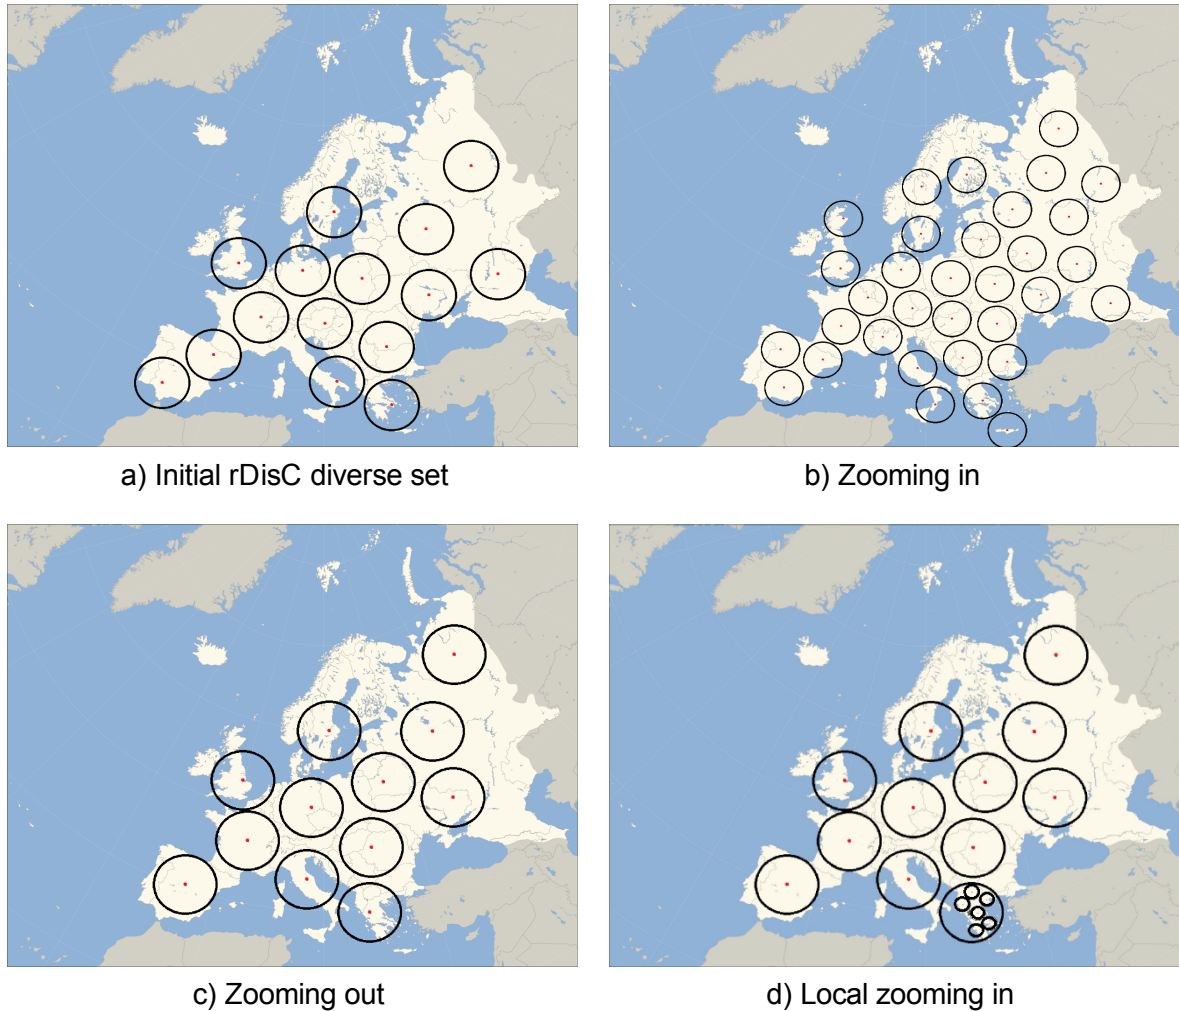 a) Initial rDisC diverse set
b) Zooming in
c) Zooming out
d) Local zooming in